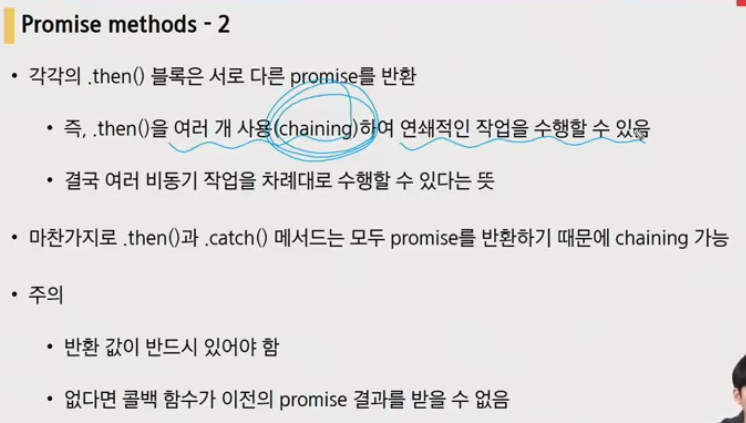 Promise methods - 2
• 각각의 .then() 블록은 서로 다른 promise를 반환
• 즉, .then()을 여러 개 사용(chaining)하여 연쇄적인 작업을 수행할 수 있음
• 결국 여러 비동기 작업을 차례대로 수행할 수 있다는 뜻
• 마찬가지로 .then()과 .catch() 메서드는 모두 promise를 반환하기 때문에 chaining 가능
• 주의
• 반환 값이 반드시 있어야 함
• 없다면 콜백 함수가 이전의 promise 결과를 받을 수 없음